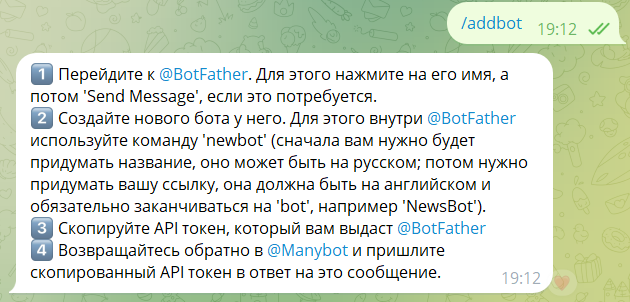 /addbot
19:12
1 Перейдите к @BotFather. Для этого нажмите на его имя, а
потом 'Send Message', если это потребуется.
2 Создайте нового бота у него. Для этого внутри @BotFather
используйте команду 'newbot' (сначала вам нужно будет
придумать название, оно может быть на русском; потом нужно
придумать вашу ссылку, она должна быть на английском и
обязательно заканчиваться на 'bot', например 'NewsBot').
3 Скопируйте API токен, который вам выдаст @BotFather
4 Возвращайтесь обратно в @Manybot и пришлите
скопированный API токен в ответ на это сообщение.
19:12